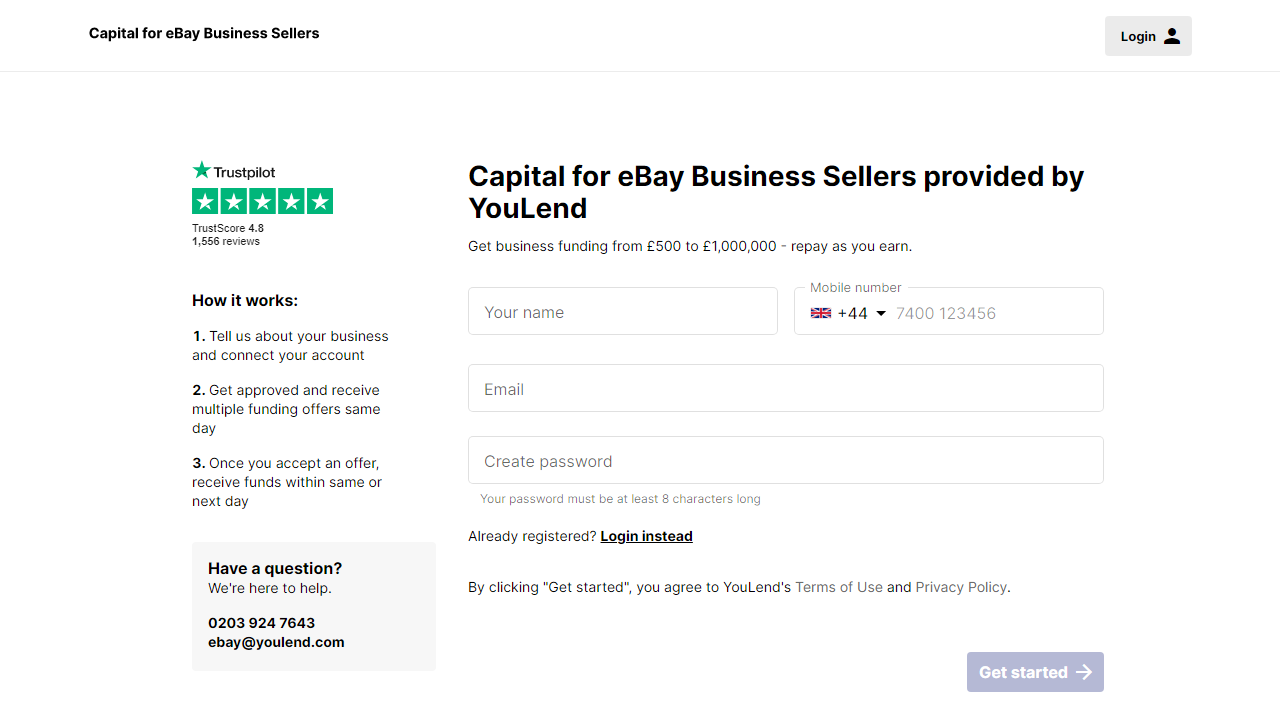 Capital for eBay Business Sellers
Login
Trustpilot
TrustScore 4.8
1,556 reviews
How it works:
1. Tell us about your business
and connect your account
2. Get approved and receive
multiple funding offers same
day
3. Once you accept an offer,
receive funds within same or
next day
Have a question?
We're here to help.
0203 924 7643
ebay@youlend.com
Capital for eBay Business Sellers provided by
YouLend
Get business funding from £500 to £1,000,000 - repay as you earn.
Your name
Mobile number
+44 7400 123456
Email
Create password
Your password must be at least 8 characters long
Already registered? Login instead
By clicking "Get started", you agree to YouLend's Terms of Use and Privacy Policy.
Get started